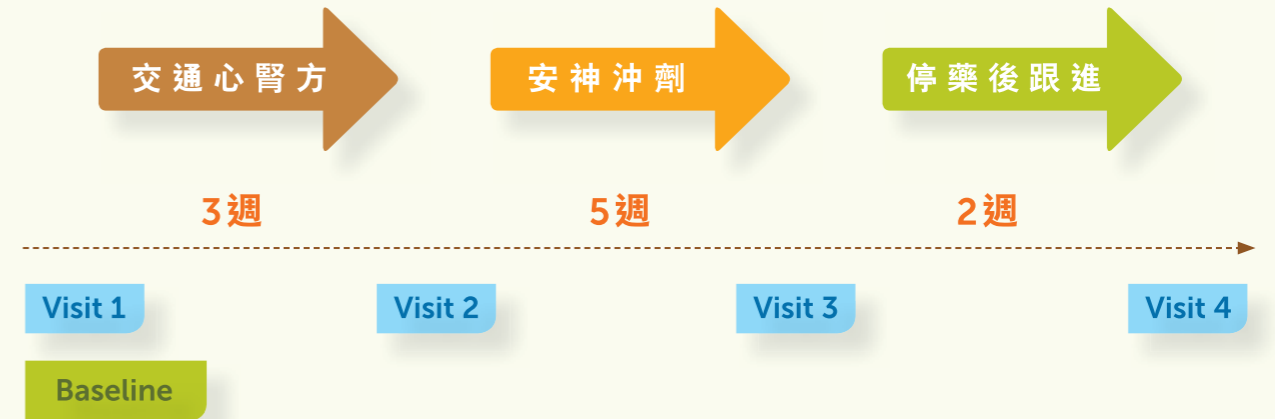 交通心腎方
安神沖劑
停藥後跟進
3週
5週
2週
Visit 1
Visit 2
Visit 3
Visit 4
Baseline